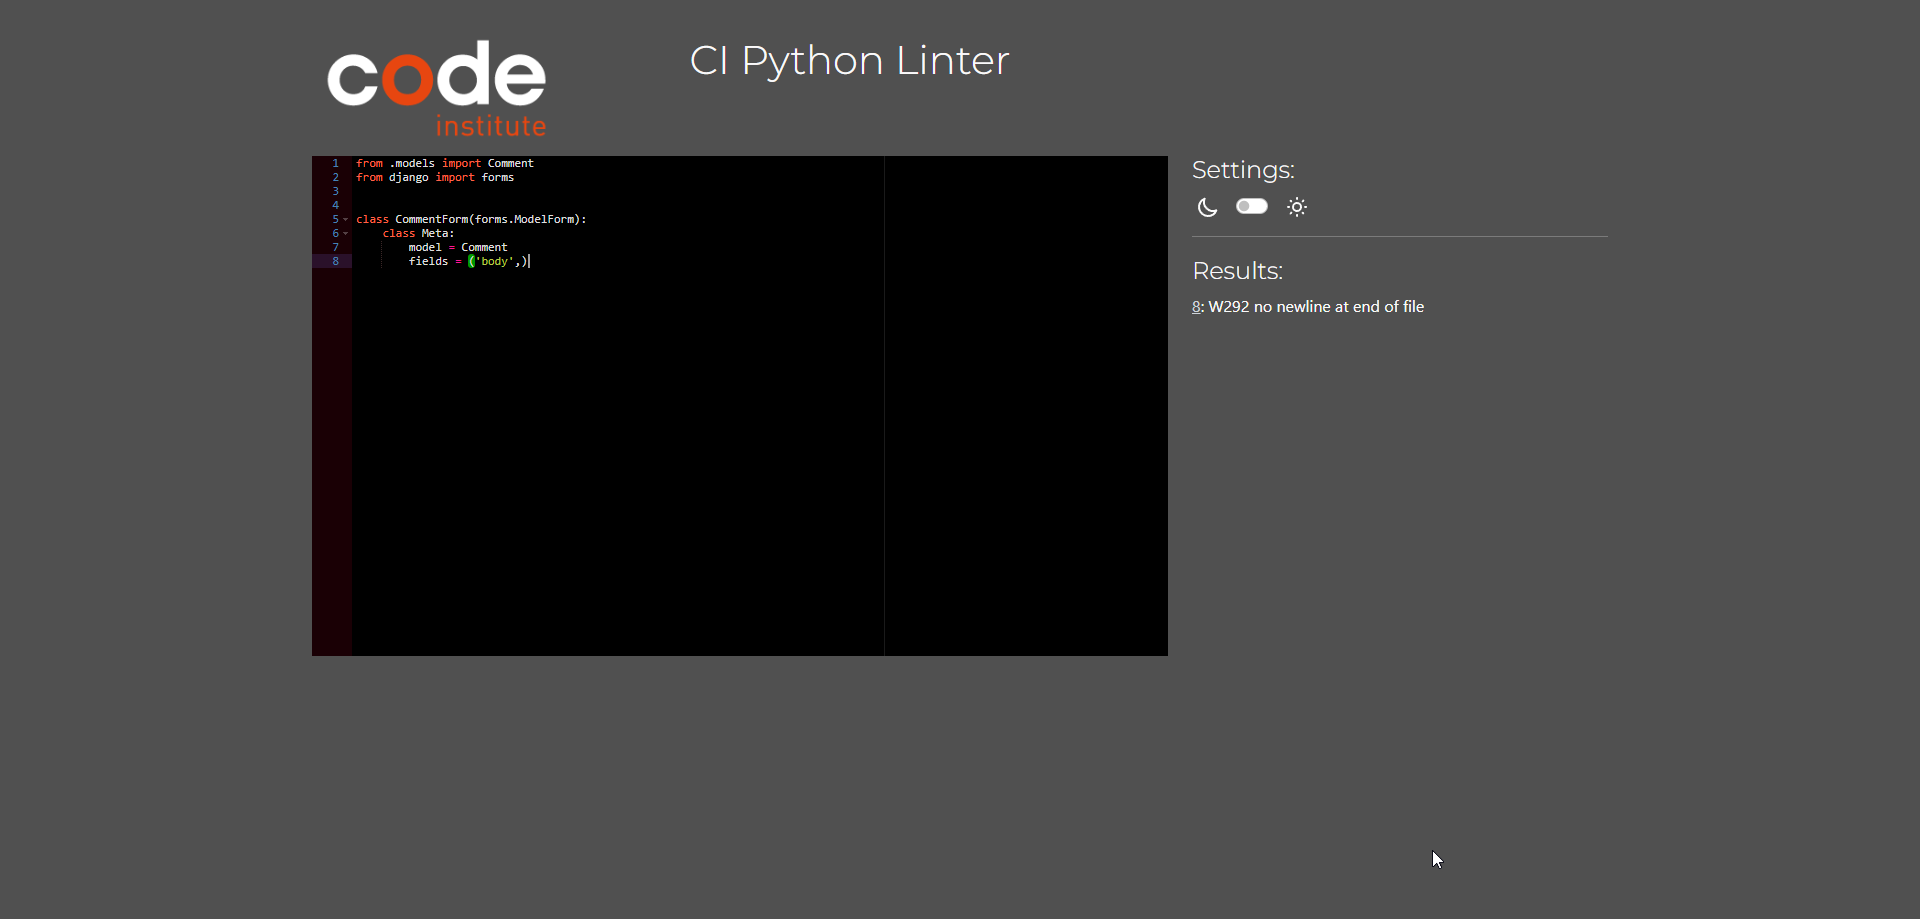 code
institute
CI Python Linter
1 from .models import Comment
2 from django import forms
3
4
5 class CommentForm(forms.ModelForm):
6     class Meta:
7         model = Comment
8         fields = ('body',)
Settings:
Results:
8: W292 no newline at end of file